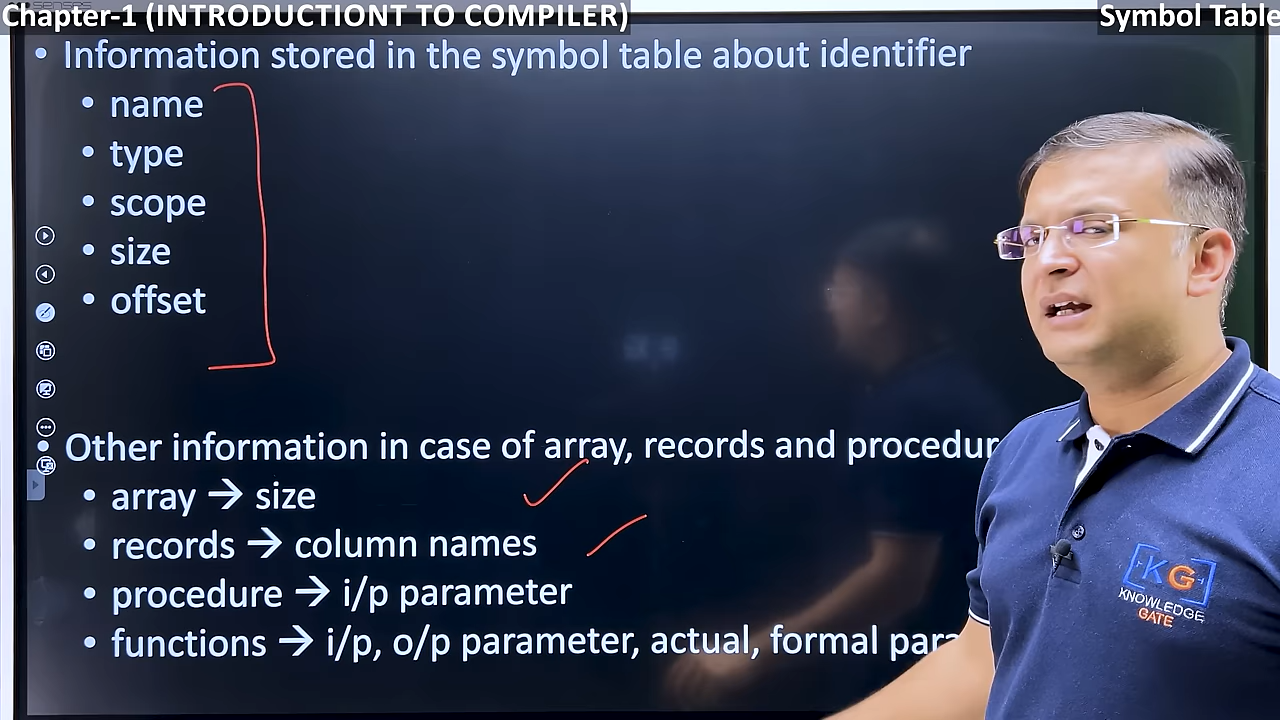 Chapter-1 (INTRODUCTIONT TO COMPILER)
Symbol Table
• Information stored in the symbol table about identifier
• name
• type
• scope
• size
• offset
• Other information in case of array, records and procedur
• array → size
• records → column names
• procedure → i/p parameter
• functions → i/p, o/p parameter, actual, formal para
KG
KNOWLEDGE
GATE